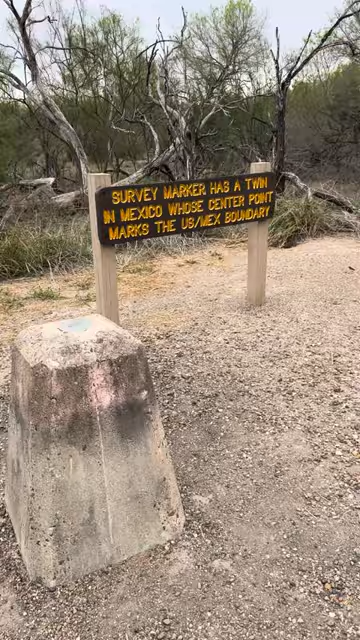 SURVEY MARKER HAS A TWIN
IN MEXICO WHOSE CENTER POINT
MARKS THE US/MEX BOUNDARY